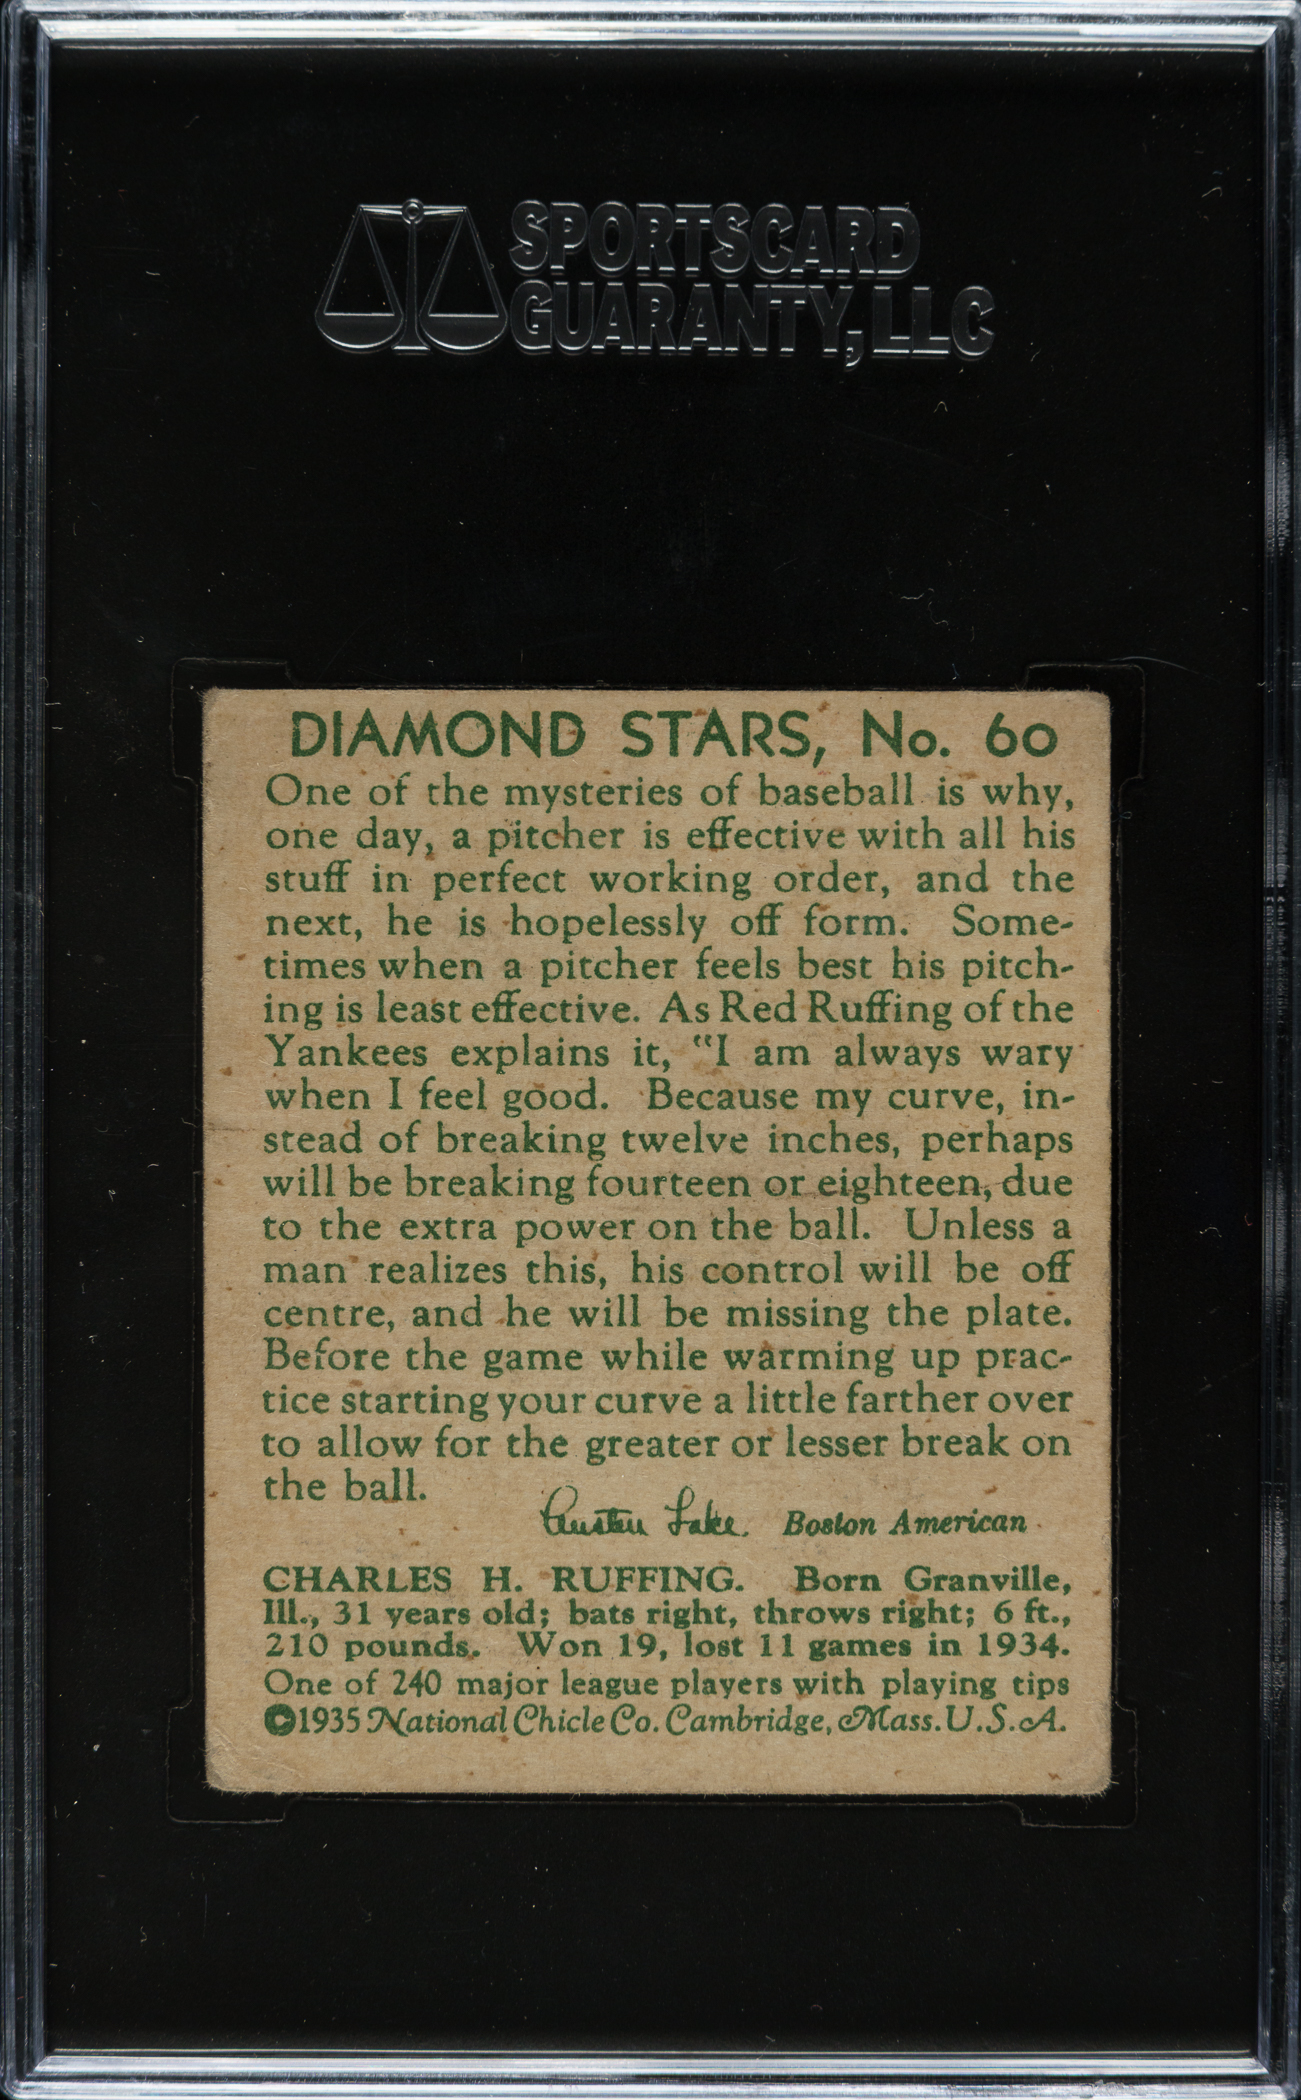 SPORTSCARD
GUARANTY, LLC
DIAMOND STARS, No. 60
One of the mysteries of baseball is why,
one day, a pitcher is effective with all his
stuff in perfect working order, and the
next, he is hopelessly off form. Some-
times when a pitcher feels best his pitch-
ing is least effective. As Red Ruffing of the
Yankees explains it, "I am always wary
when I feel good. Because my curve, in-
stead of breaking twelve inches, perhaps
will be breaking fourteen or eighteen, due
to the extra power on the ball. Unless a
man realizes this, his control will be off
centre, and he will be missing the plate.
Before the game while warming up prac-
tice starting your curve a little farther over
to allow for the greater or lesser break on
the ball.
Austen Lake. Boston American
CHARLES H. RUFFING. Born Granville,
Ill., 31 years old; bats right, throws right; 6 ft.,
210 pounds. Won 19, lost 11 games in 1934.
One of 240 major league players with playing tips
©1935 National Chicle Co. Cambridge, Mass. U.S.A.